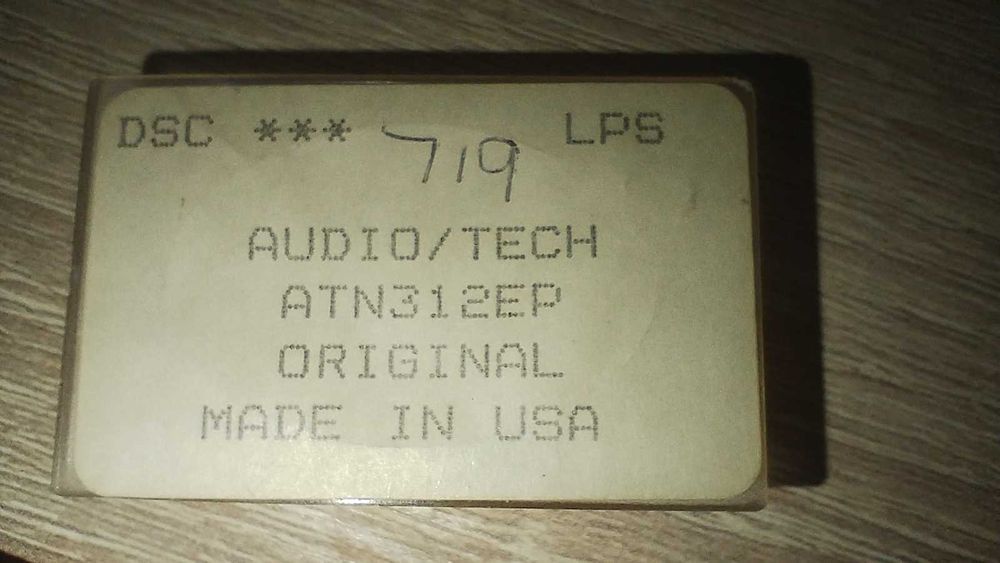 DSC *** 719 LPS
AUDIO/TECH
ATN312EP
ORIGINAL
MADE IN USA